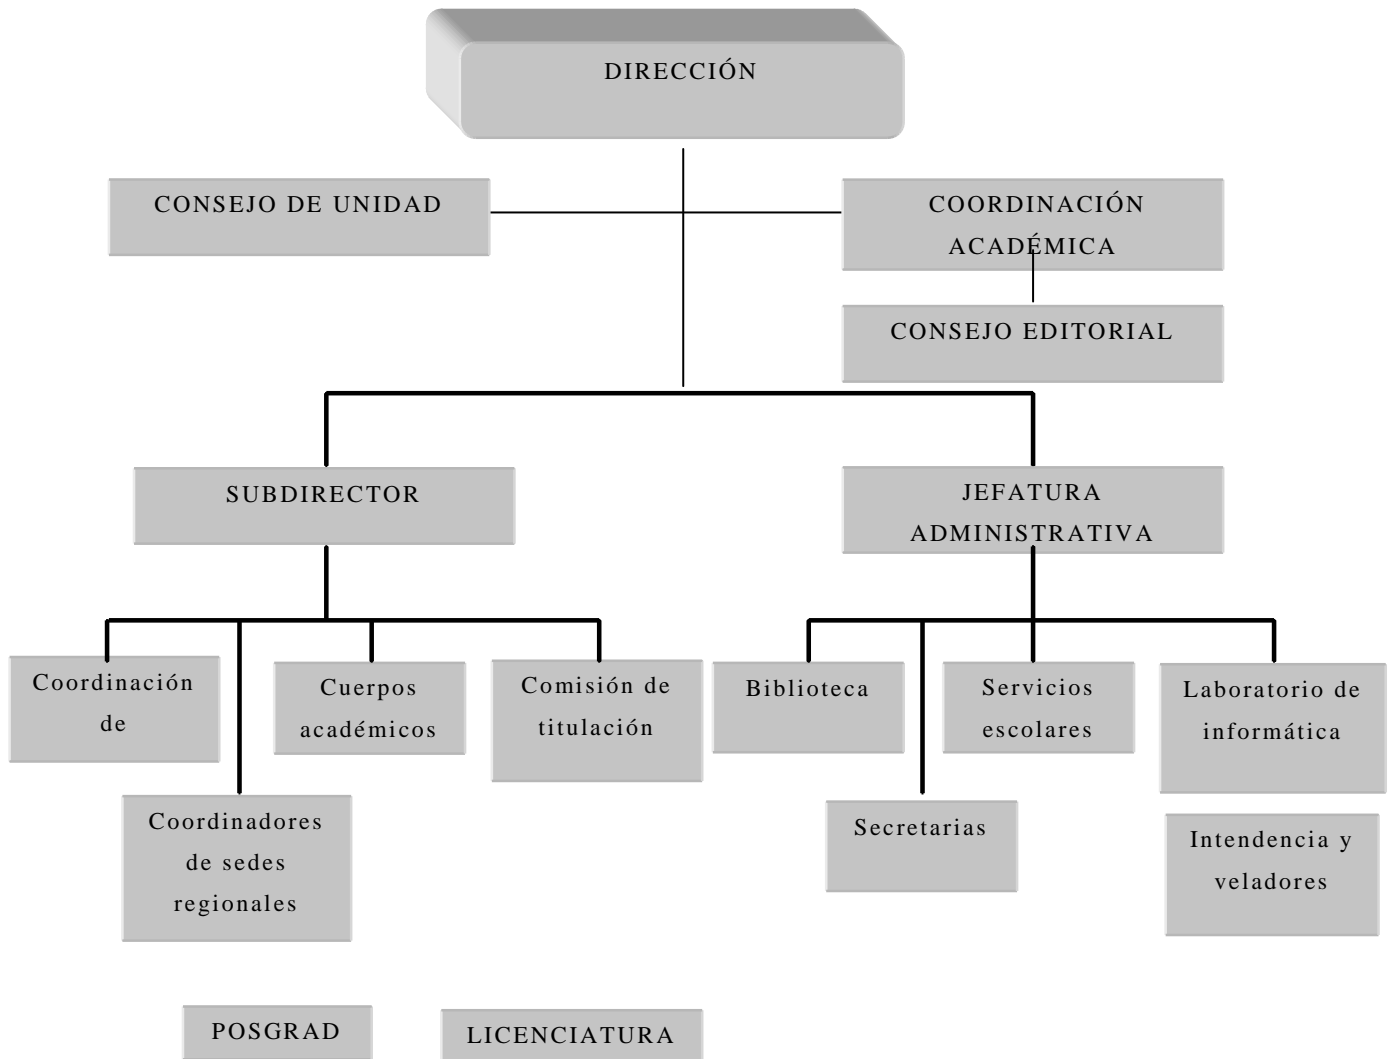 DIRECCIÓN
CONSEJO DE UNIDAD
COORDINACIÓN
ACADÉMICA
CONSEJO EDITORIAL
SUBDIRECTOR
JEFATURA
ADMINISTRATIVA
Coordinación
de
Cuerpos
académicos
Comisión de
titulación
Biblioteca
Servicios
escolares
Laboratorio de
informática
Coordinadores
de sedes
regionales
Secretarias
Intendencia y
veladores
POSGRAD
LICENCIATURA